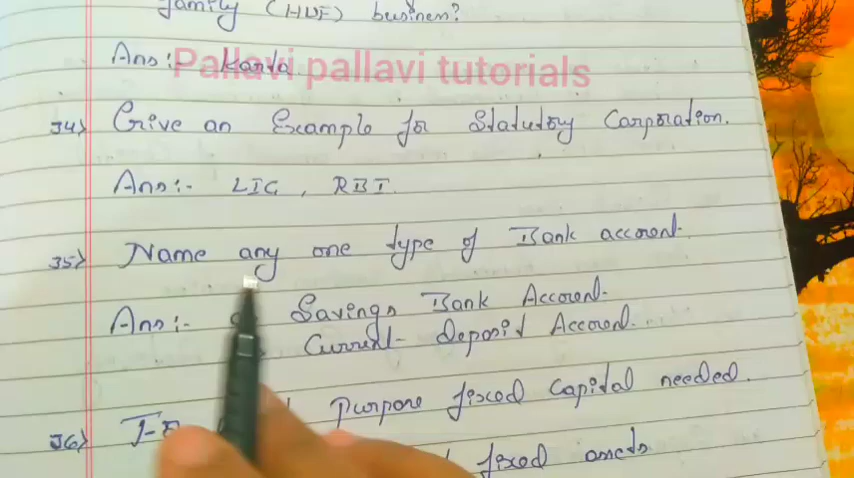 family (HUF) business?
Ans:- Karta
Pallavi pallavi tutorials
34) Give an Example for Statutory Corporation.
Ans:- LIC, RBI.
35) Name any one type of Bank account.
Ans:- Savings Bank Account.
Current deposit Account.
36) purpose fixed capital needed.
fixed assets